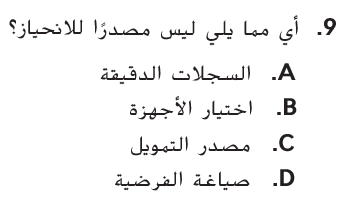 9. أي مما يلي ليس مصدرًا للانحياز؟
A. السجلات الدقيقة
B. اختيار الأجهزة
C. مصدر التمويل
D. صياغة الفرضية